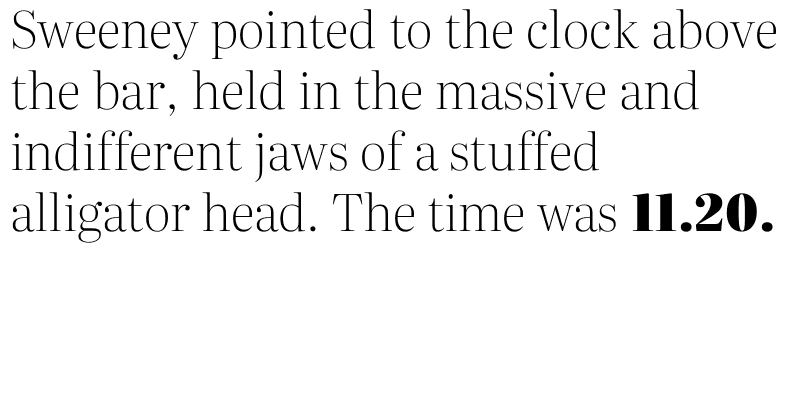 Sweeney pointed to the clock above
the bar, held in the massive and
indifferent jaws of a stuffed
alligator head. The time was 11.20.